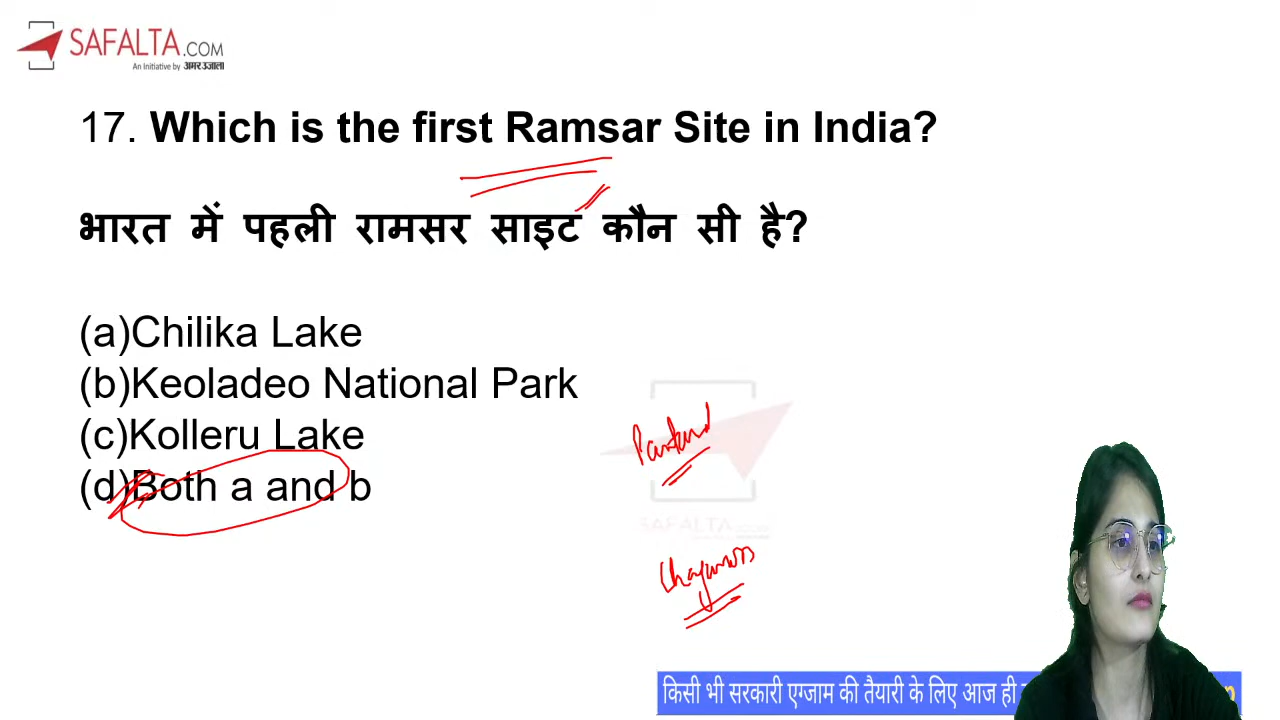 SAFALTA.COM
An Initiative by अमर उजाला
17. Which is the first Ramsar Site in India?
भारत में पहली रामसर साइट कौन सी है?
(a)Chilika Lake
(b)Keoladeo National Park
(c)Kolleru Lake
(d)Both a and b
SAFALTA
किसी भी सरकारी एग्जाम की तैयारी के लिए आज ही